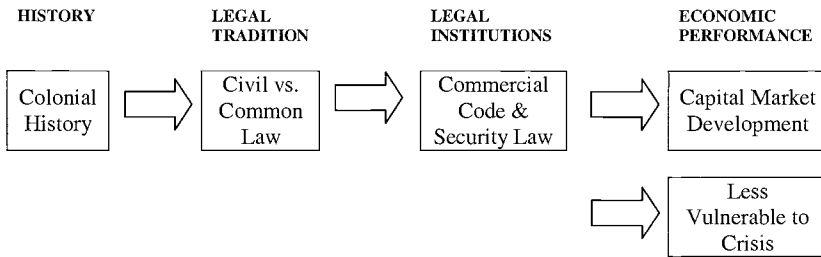 HISTORY
LEGAL
TRADITION
LEGAL
INSTITUTIONS
ECONOMIC
PERFORMANCE
Colonial
History
Civil vs.
Common
Law
Commercial
Code &
Security Law
Capital Market
Development
Less
Vulnerable to
Crisis